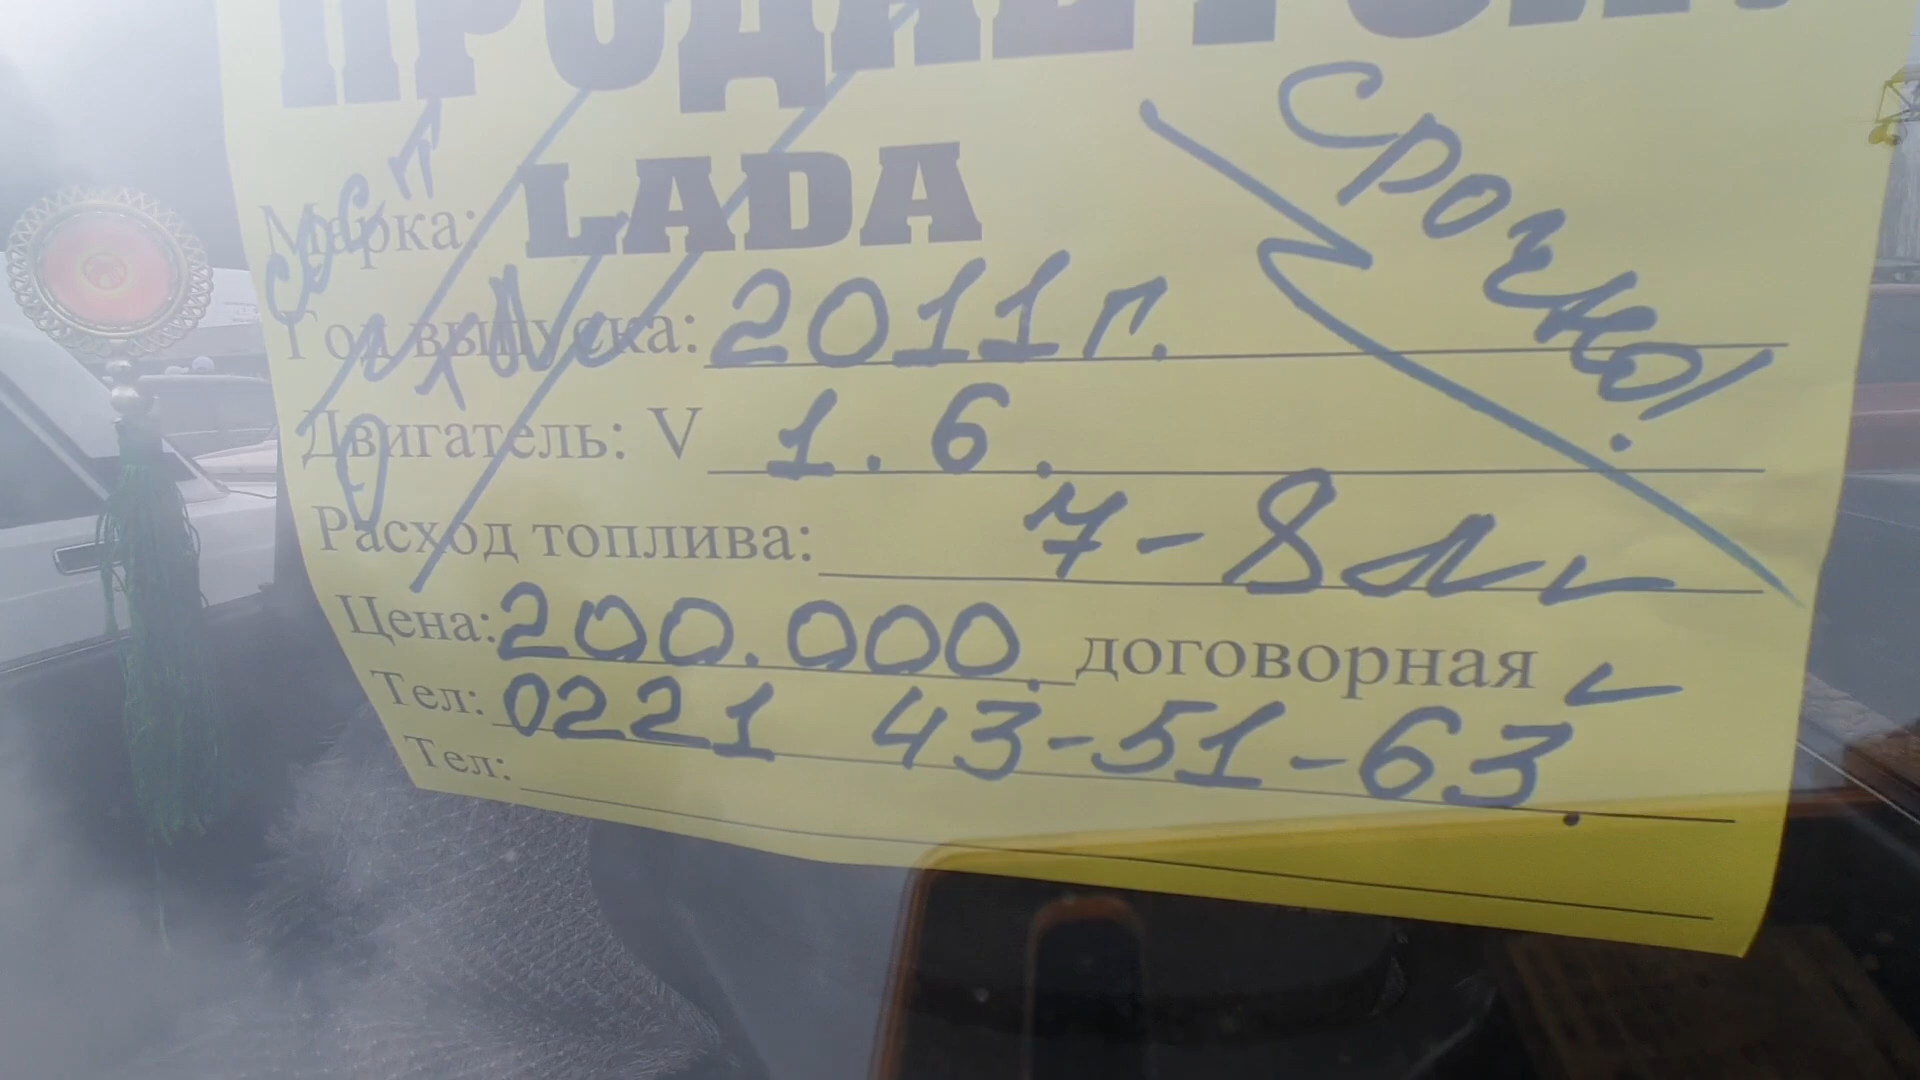 ПРОДАЕТСЯ!
Срочно!
Марка: LADA
Год выпуска: 2011г.
Двигатель: V 1.6.
Расход топлива: 7-8л
Цена: 200.000. договорная
Тел: 0221 43-51-63.
Тел: